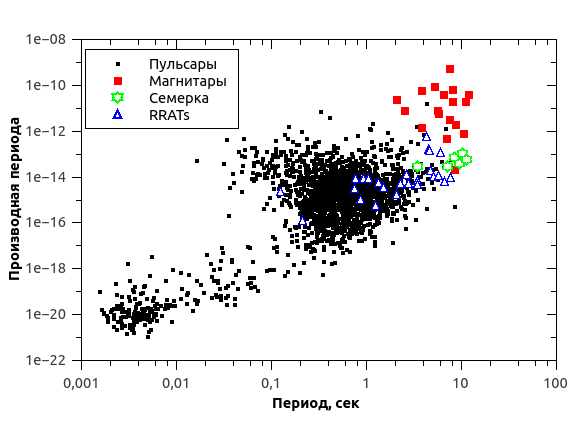 1e−08
1e−10
1e−12
1e−14
1e−16
1e−18
1e−20
1e−22
Производная периода
Пульсары
Магнитары
Семерка
RRATs
0,001
0,01
0,1
1
10
100
Период, сек